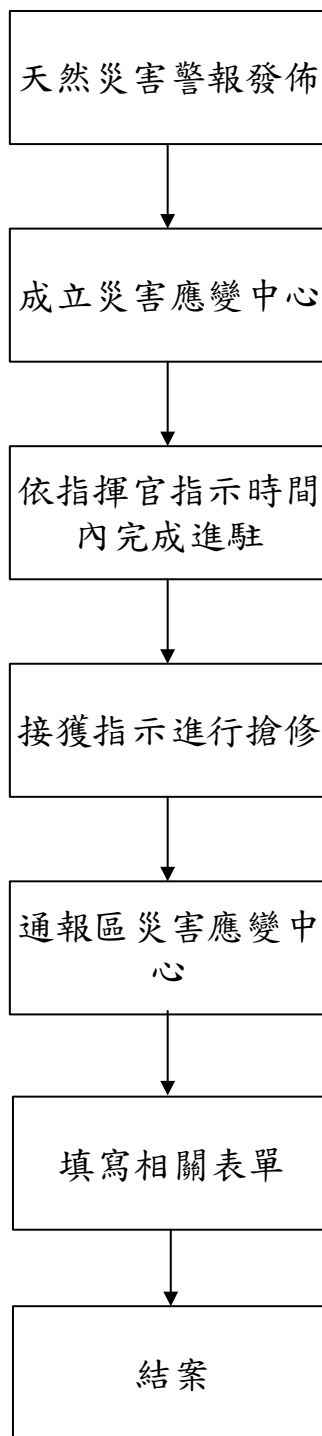 天然災害警報發佈
成立災害應變中心
依指揮官指示時間
內完成進駐
接獲指示進行搶修
通報區災害應變中
心
填寫相關表單
結案